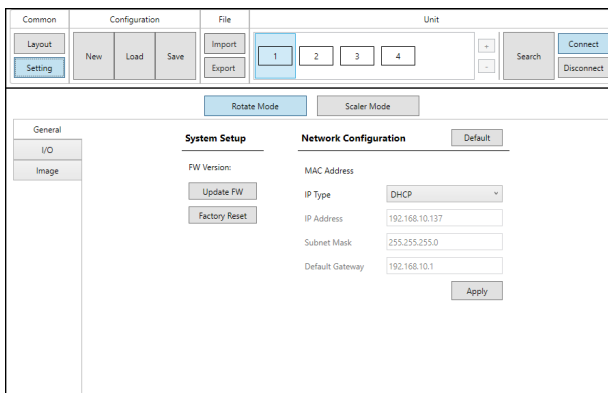 Common Configuration File Unit
Layout
Setting
New Load Save
Import
Export
1 2 3 4
+
-
Search
Connect
Disconnect
Rotate Mode Scaler Mode
General
I/O
Image
System Setup
FW Version:
Update FW
Factory Reset
Network Configuration Default
MAC Address
IP Type DHCP
IP Address 192.168.10.137
Subnet Mask 255.255.255.0
Default Gateway 192.168.10.1
Apply